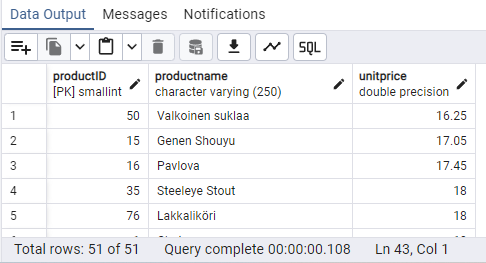 Data Output Messages Notifications
SQL
productID productname unitprice
[PK] smallint character varying (250) double precision
1 50 Valkoinen suklaa 16.25
2 15 Genen Shouyu 17.05
3 16 Pavlova 17.45
4 35 Steeleye Stout 18
5 76 Lakkalikööri 18
Total rows: 51 of 51 Query complete 00:00:00.108 Ln 43, Col 1